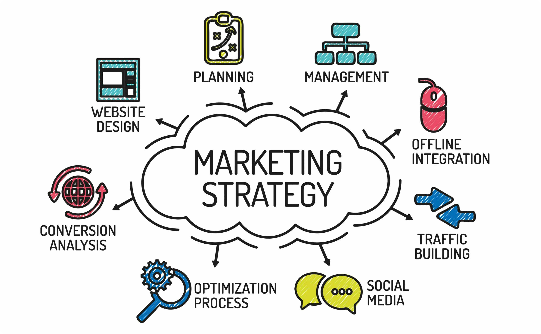 PLANNING
MANAGEMENT
WEBSITE
DESIGN
OFFLINE
INTEGRATION
MARKETING
STRATEGY
CONVERSION
ANALYSIS
TRAFFIC
BUILDING
OPTIMIZATION
PROCESS
SOCIAL
MEDIA